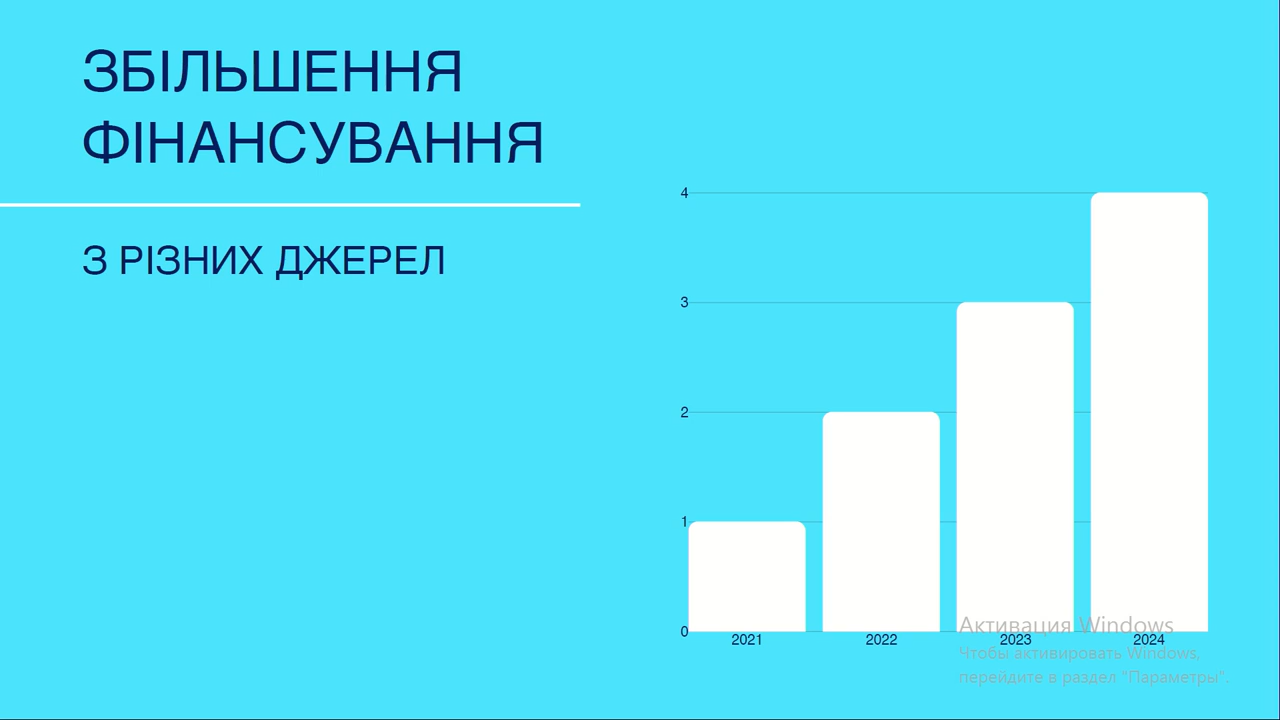 ЗБІЛЬШЕННЯ
ФІНАНСУВАННЯ
З РІЗНИХ ДЖЕРЕЛ
4
3
2
1
0
2021 2022 2023 2024
Активация Windows
Чтобы активировать Windows,
перейдите в раздел "Параметры".